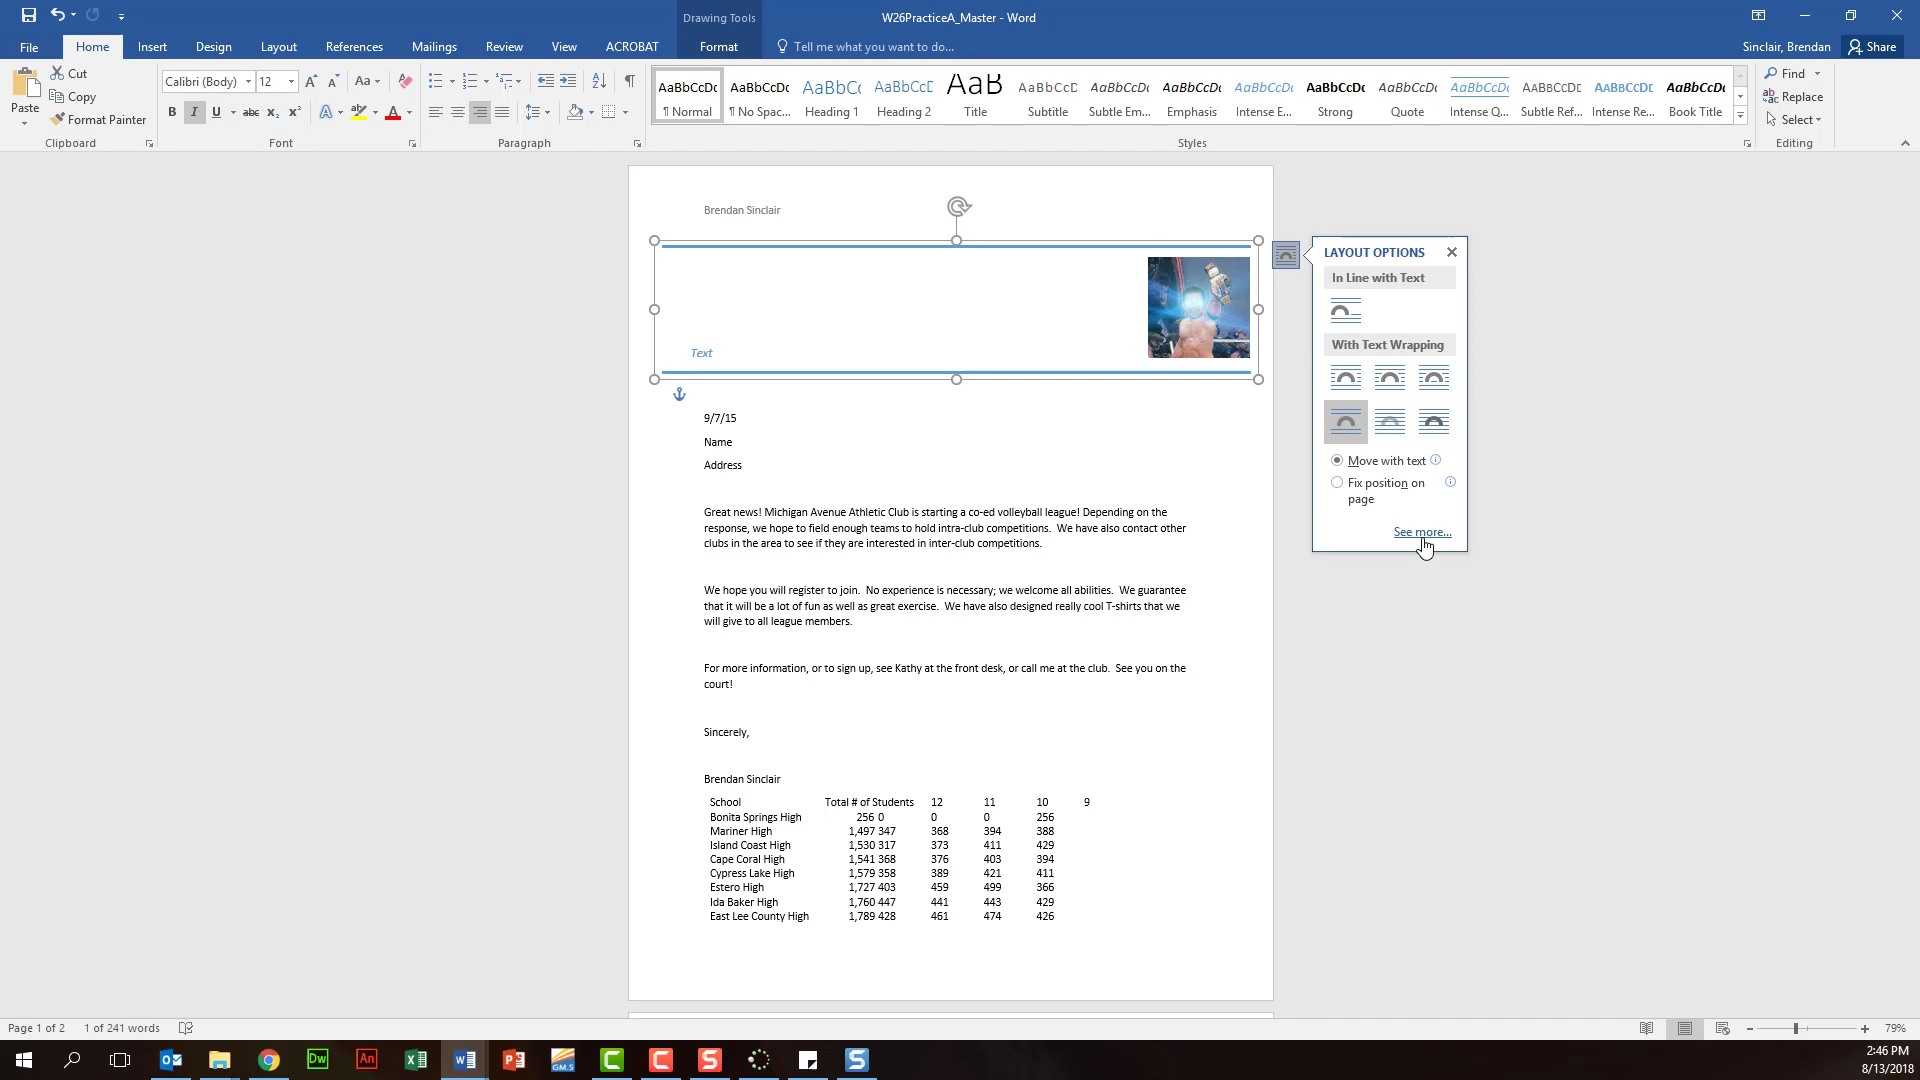 Drawing Tools
W26PracticeA_Master - Word
File
Home
Insert
Design
Layout
References
Mailings
Review
View
ACROBAT
Format
Tell me what you want to do...
Sinclair, Brendan
Share
Paste
Cut
Copy
Format Painter
Clipboard
Calibri (Body)
12
Aa
B I U abc x₂ x²
A
A
Font
Paragraph
AaBbCcDc
¶ Normal
AaBbCcDc
¶ No Spac...
AaBbCc
Heading 1
AaBbCcD
Heading 2
AaB
Title
AaBbCcD
Subtitle
AaBbCcDc
Subtle Em...
AaBbCcDc
Emphasis
AaBbCcDc
Intense E...
AaBbCcDc
Strong
AaBbCcDc
Quote
AaBbCcDc
Intense Q...
AABBCCDC
Subtle Ref...
AABBCCDC
Intense Re...
AaBbCcDc
Book Title
Styles
Find
Replace
Select
Editing
Brendan Sinclair
Text
LAYOUT OPTIONS
In Line with Text
With Text Wrapping
Move with text
Fix position on
page
See more...
9/7/15
Name
Address
Great news! Michigan Avenue Athletic Club is starting a co-ed volleyball league! Depending on the
response, we hope to field enough teams to hold intra-club competitions.  We have also contact other
clubs in the area to see if they are interested in inter-club competitions.
We hope you will register to join.  No experience is necessary; we welcome all abilities.  We guarantee
that it will be a lot of fun as well as great exercise.  We have also designed really cool T-shirts that we
will give to all league members.
For more information, or to sign up, see Kathy at the front desk, or call me at the club.  See you on the
court!
Sincerely,
Brendan Sinclair
School Total # of Students 12 11 10 9
Bonita Springs High 256 0 0 0 256
Mariner High 1,497 347 368 394 388
Island Coast High 1,530 317 373 411 429
Cape Coral High 1,541 368 376 403 394
Cypress Lake High 1,579 358 389 421 411
Estero High 1,727 403 459 499 366
Ida Baker High 1,760 447 441 443 429
East Lee County High 1,789 428 461 474 426
Page 1 of 2
1 of 241 words
79%
Dw
An
G.M.S
2:46 PM
8/13/2018